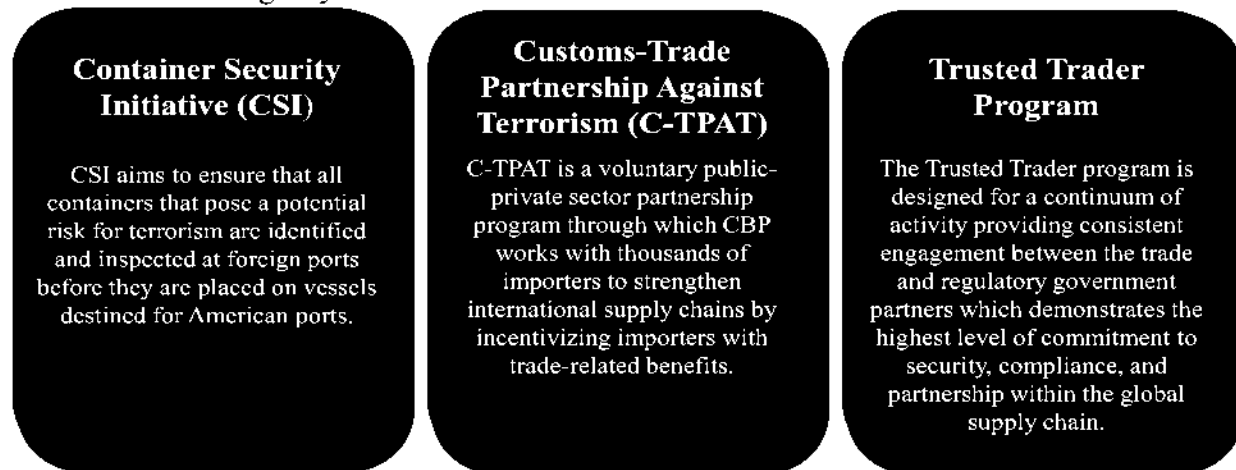 Container Security
Initiative (CSI)
CSI aims to ensure that all
containers that pose a potential
risk for terrorism are identified
and inspected at foreign ports
before they are placed on vessels
destined for American ports.
Customs-Trade
Partnership Against
Terrorism (C-TPAT)
C-TPAT is a voluntary public-
private sector partnership
program through which CBP
works with thousands of
importers to strengthen
international supply chains by
incentivizing importers with
trade-related benefits.
Trusted Trader
Program
The Trusted Trader program is
designed for a continuum of
activity providing consistent
engagement between the trade
and regulatory government
partners which demonstrates the
highest level of commitment to
security, compliance, and
partnership within the global
supply chain.